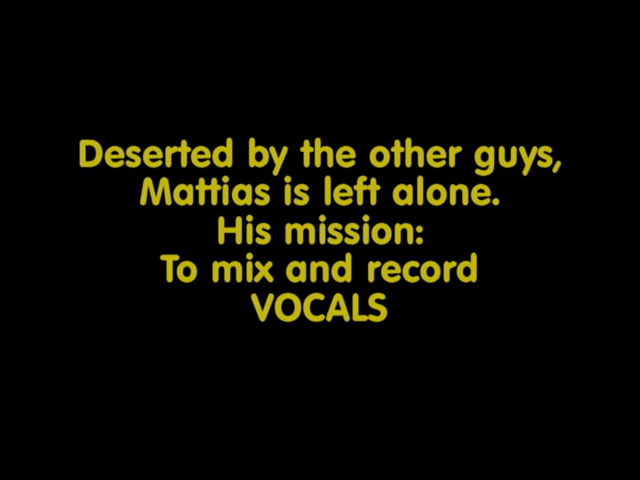 Deserted by the other guys,
Mattias is left alone.
His mission:
To mix and record
VOCALS